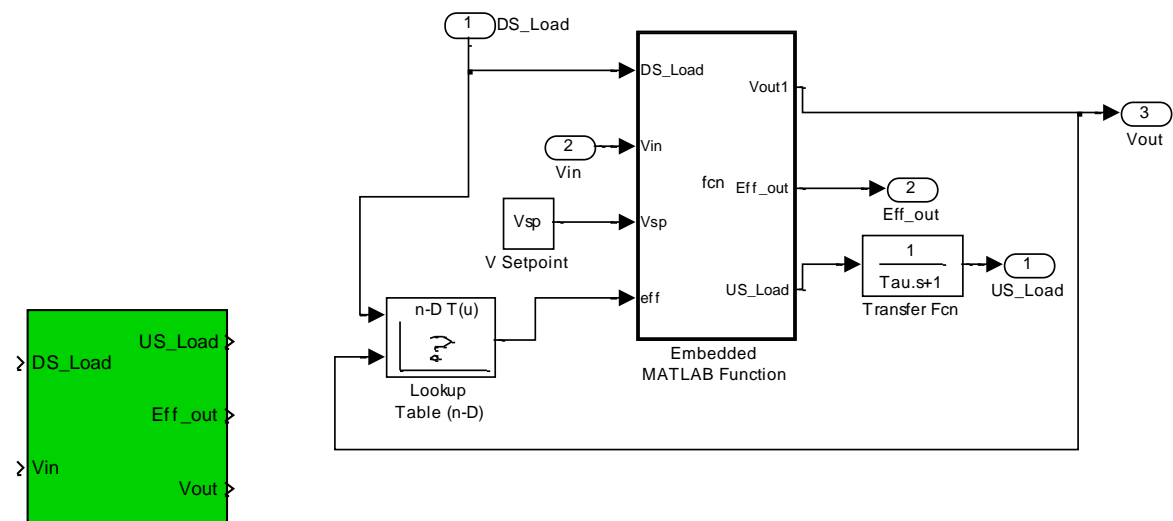 1
DS_Load
DS_Load
Vout1
3
Vout
2
Vin
Vin
fcn
Eff_out
2
Eff_out
Vsp
V Setpoint
Vsp
1
Tau.s+1
Transfer Fcn
1
US_Load
US_Load
eff
n-D T(u)
Lookup
Table (n-D)
Embedded
MATLAB Function
US_Load
DS_Load
Eff_out
Vin
Vout